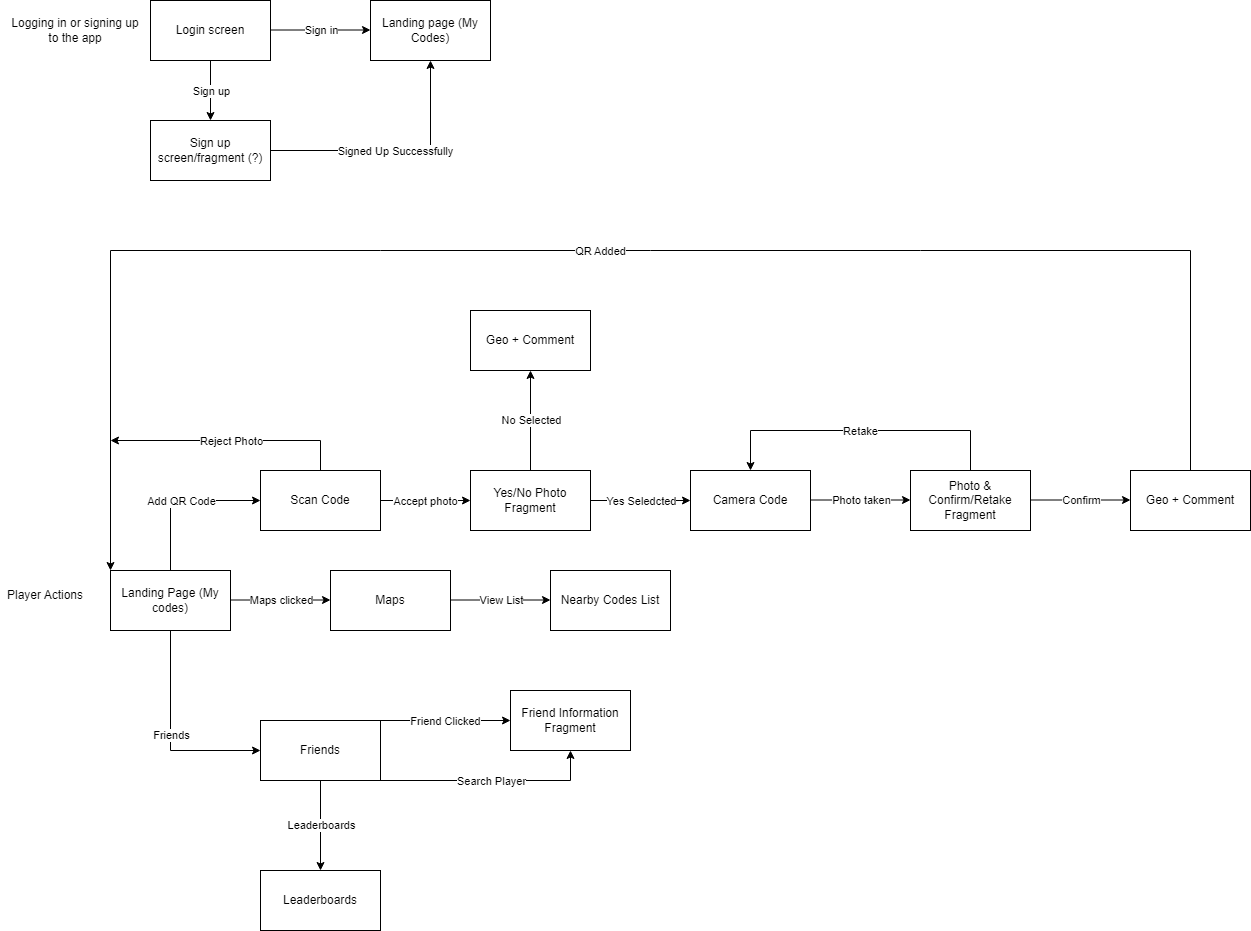 Logging in or signing up
to the app
Login screen
Sign in
Landing page (My
Codes)
Sign up
Sign up
screen/fragment (?)
Signed Up Successfully
QR Added
Geo + Comment
No Selected
Reject Photo
Retake
Add QR Code
Scan Code
Accept photo
Yes/No Photo
Fragment
Yes Seledcted
Camera Code
Photo taken
Photo &
Confirm/Retake
Fragment
Confirm
Geo + Comment
Player Actions
Landing Page (My
codes)
Maps clicked
Maps
View List
Nearby Codes List
Friends
Friends
Friend Clicked
Friend Information
Fragment
Search Player
Leaderboards
Leaderboards